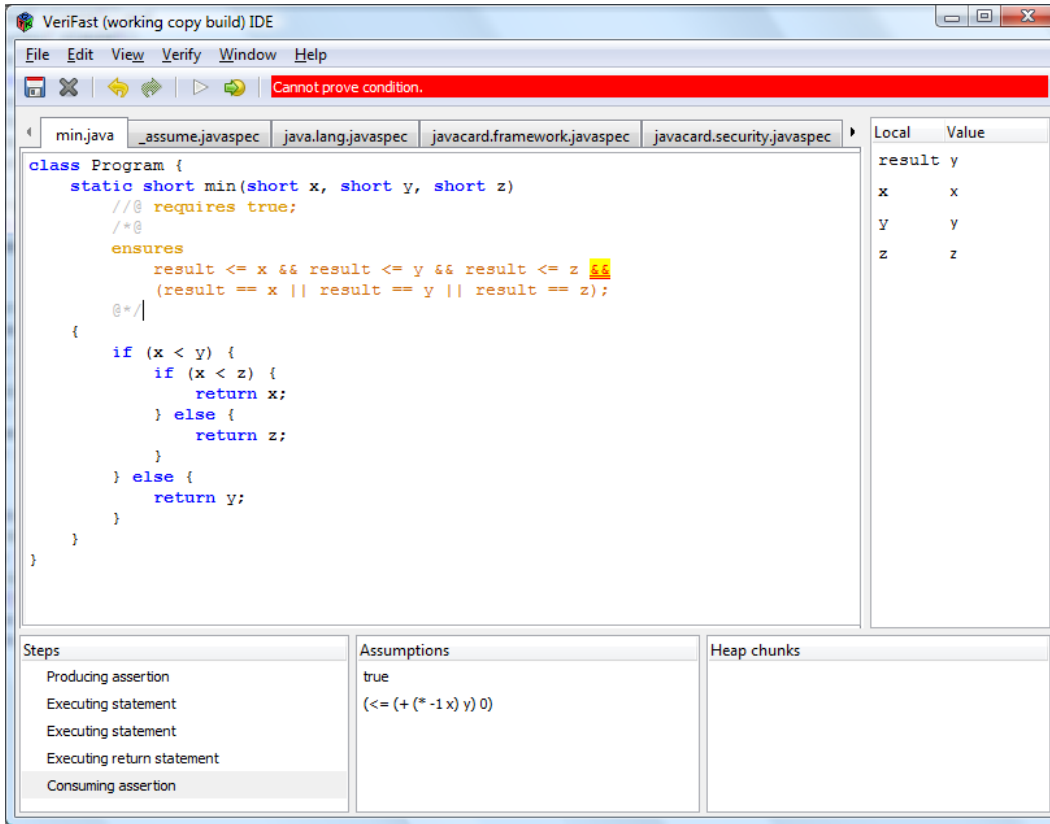 VeriFast (working copy build) IDE
File Edit View Verify Window Help
Cannot prove condition.
min.java _assume.javaspec java.lang.javaspec javacard.framework.javaspec javacard.security.javaspec
Local Value
result y
x x
y y
z z
class Program {
    static short min(short x, short y, short z)
        //@ requires true;
        /*@
        ensures
            result <= x && result <= y && result <= z &&
            (result == x || result == y || result == z);
        @*/
    {
        if (x < y) {
            if (x < z) {
                return x;
            } else {
                return z;
            }
        } else {
            return y;
        }
    }
}
Steps
Producing assertion
Executing statement
Executing statement
Executing return statement
Consuming assertion
Assumptions
true
(<= (+ (* -1 x) y) 0)
Heap chunks